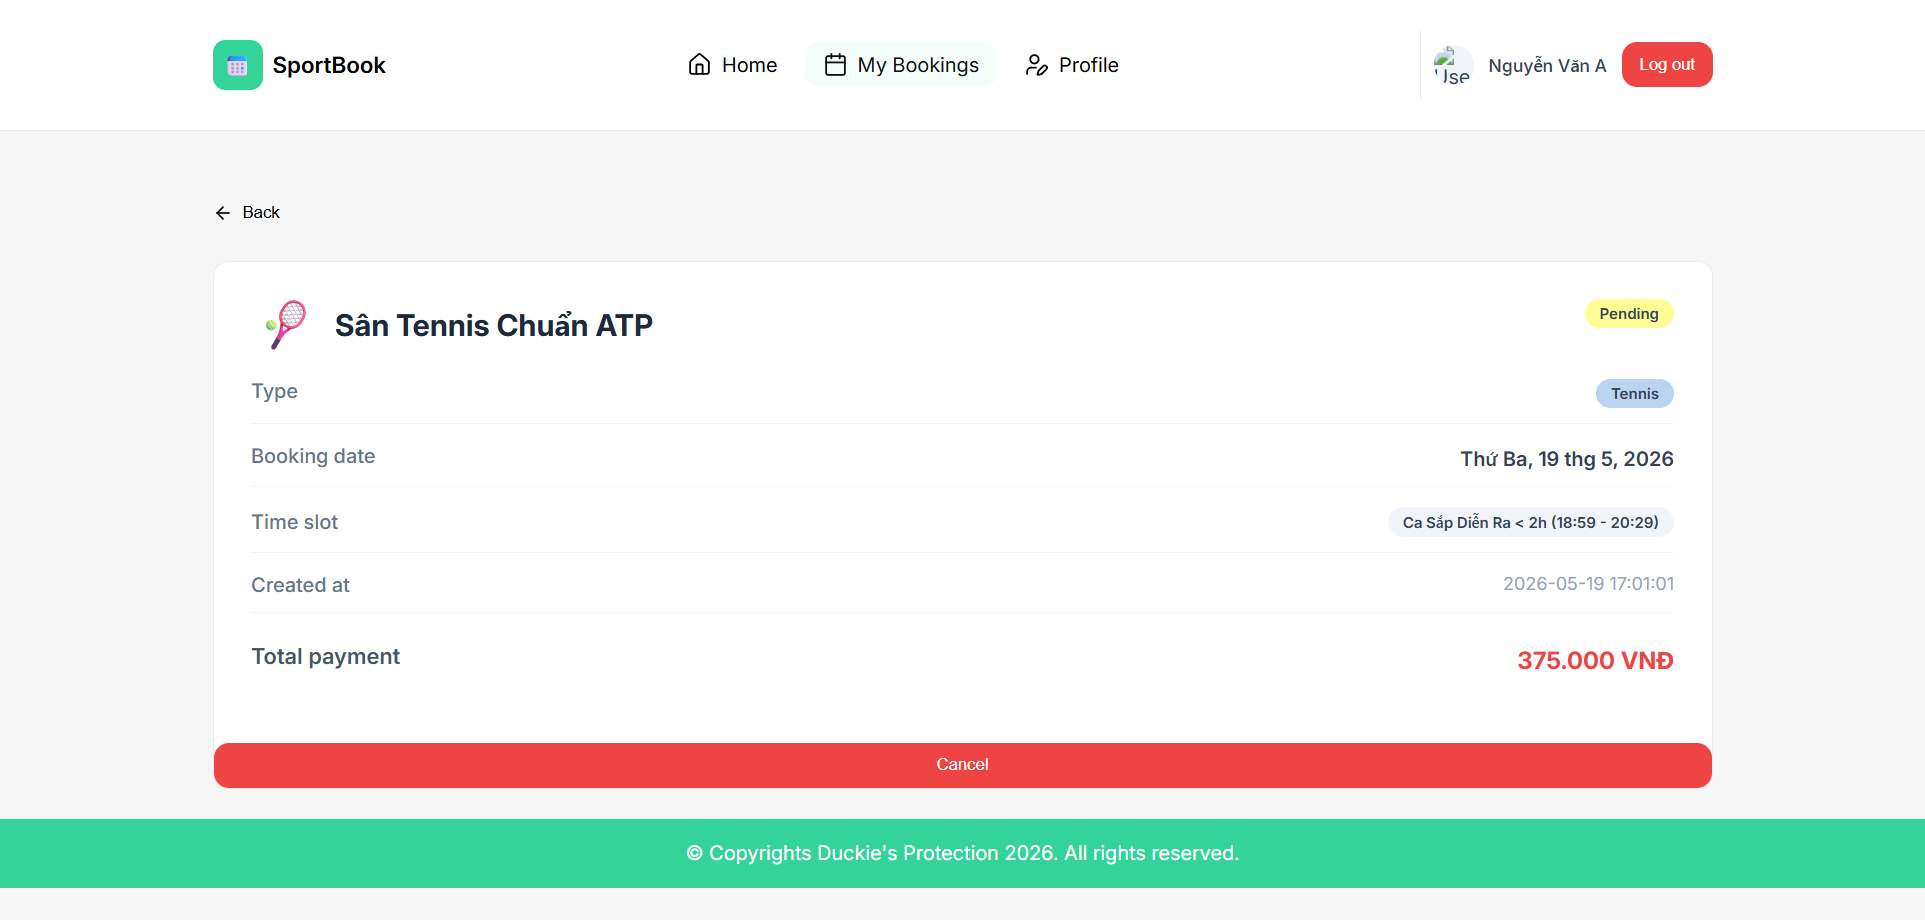 SportBook
Home
My Bookings
Profile
Use
Nguyễn Văn A
Log out
Back
Sân Tennis Chuẩn ATP
Pending
Type
Tennis
Booking date
Thứ Ba, 19 thg 5, 2026
Time slot
Ca Sắp Diễn Ra < 2h (18:59 - 20:29)
Created at
2026-05-19 17:01:01
Total payment
375.000 VNĐ
Cancel
© Copyrights Duckie's Protection 2026. All rights reserved.